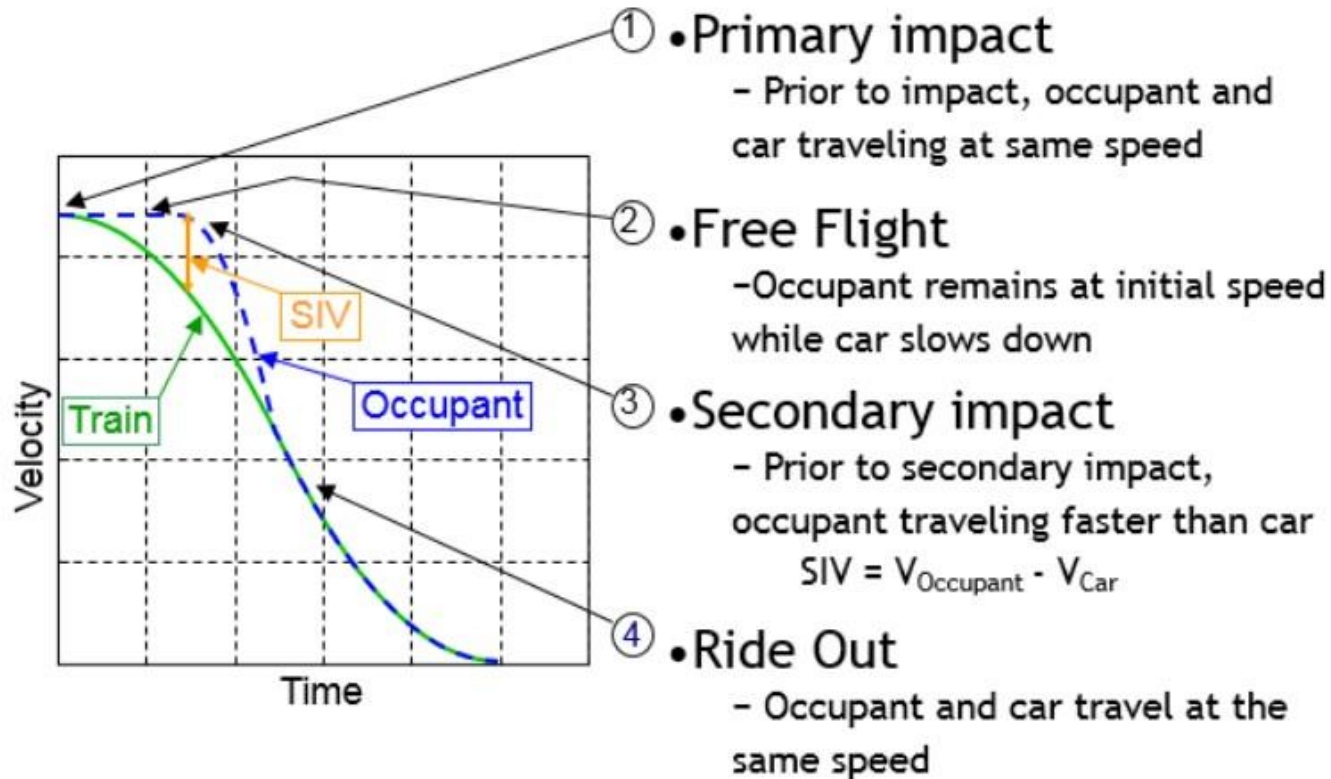 ① •Primary impact
– Prior to impact, occupant and
car traveling at same speed
② •Free Flight
–Occupant remains at initial speed
while car slows down
③ •Secondary impact
– Prior to secondary impact,
occupant traveling faster than car
SIV = V_Occupant - V_Car
④ •Ride Out
– Occupant and car travel at the
same speed
Velocity
Time
Train
SIV
Occupant